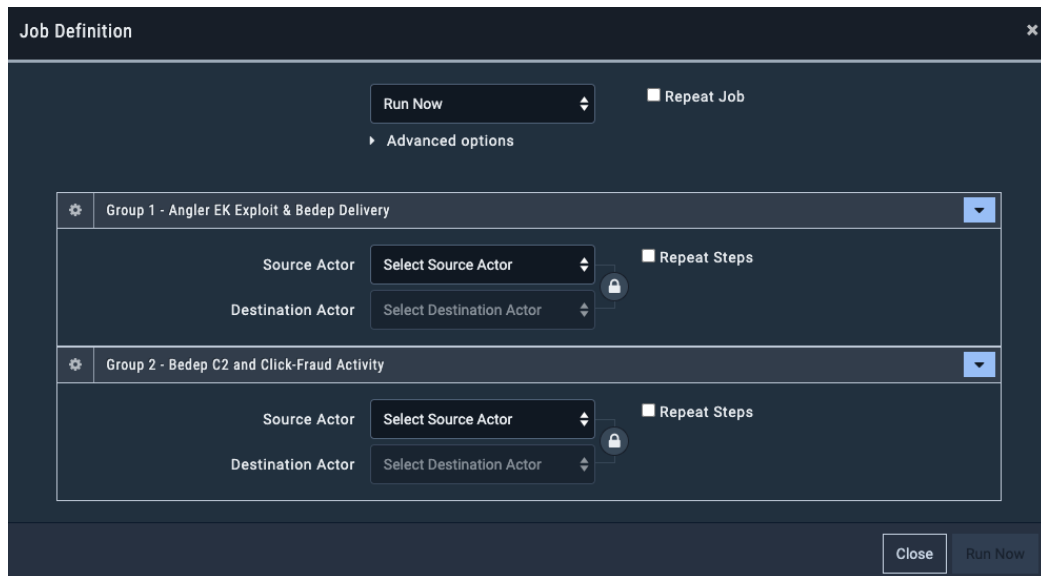 Job Definition
×
Run Now
Repeat Job
Advanced options
Group 1 - Angler EK Exploit & Bedep Delivery
Source Actor
Select Source Actor
Repeat Steps
Destination Actor
Select Destination Actor
Group 2 - Bedep C2 and Click-Fraud Activity
Source Actor
Select Source Actor
Repeat Steps
Destination Actor
Select Destination Actor
Close
Run Now